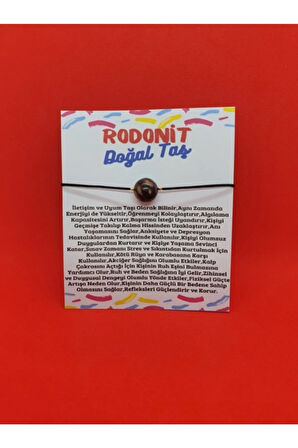 RODONİT
Doğal Taş
İletişim ve Uyum Taşı Olarak Bilinir,Aynı Zamanda
Enerjiyi de Yükseltir,Öğrenmeyi Kolaylaştırır,Algılama
Kapasitesini Artırır,Başarma İsteği Uyandırır,Kişiyi
Geçmişe Takılıp Kalma Hissinden Uzaklaştırır,Anı
Yaşamasını Sağlar,Anksiyete ve Depresyon
Hastalıklarının Tedavisinde Kullanılır,Kişiyi Olumsuz
Duygulardan Kurtarır ve Kişiye Yaşama Sevinci
Katar,Sınav Zamanı Stres ve Sıkıntıdan Kurtulmak İçin
Kullanılır,Kötü Rüya ve Karabasana Karşı
Kullanılır,Akciğer Sağlığını Olumlu Etkiler,Kalp
Çakrasını Açtığı İçin Kişinin Ruh Eşini Bulmasına
Yardımcı Olur,Ruh ve Beden Sağlığına İyi Gelir,Zihinsel
ve Duygusal Dengeyi Olumlu Yönde Etkiler,Fiziksel Güçte
Artışa Neden Olur,Kişinin Daha Güçlü Bir Bedene Sahip
Olmasını Sağlar,Refleksleri Güçlendirir ve Korur.